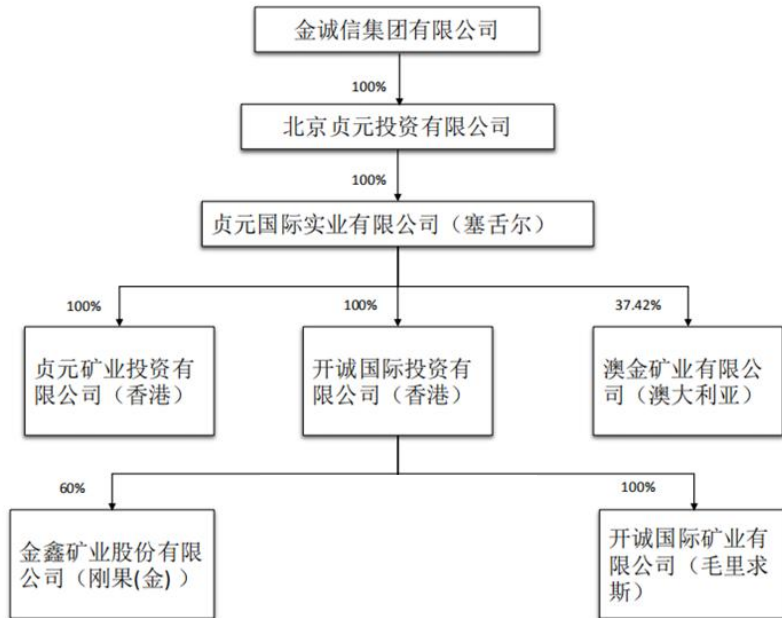 金诚信集团有限公司
100%
北京贞元投资有限公司
100%
贞元国际实业有限公司（塞舌尔）
100%
100%
37.42%
贞元矿业投资有
限公司（香港）
开诚国际投资有
限公司（香港）
澳金矿业有限公
司（澳大利亚）
60%
100%
金鑫矿业股份有限
公司（刚果(金) ）
开诚国际矿业有
限公司（毛里求
斯）